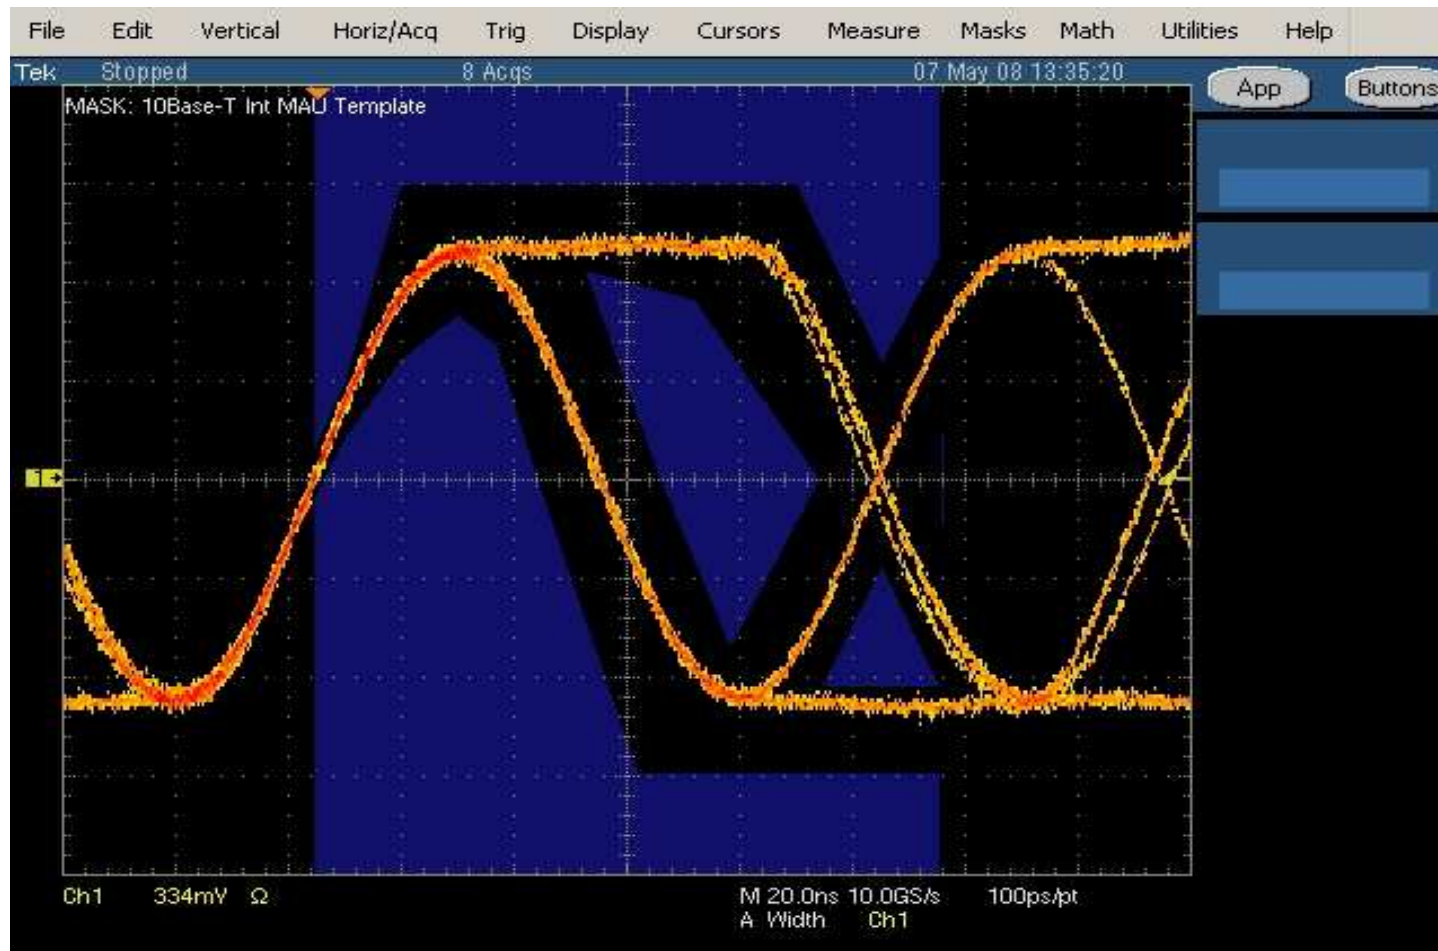 File Edit Vertical Horiz/Acq Trig Display Cursors Measure Masks Math Utilities Help
Tek Stopped 8 Acqs 07 May 08 13:35:20
App Buttons
MASK: 10Base-T Int MAU Template
1
Ch1 334mV Ω M 20.0ns 10.0GS/s 100ps/pt
A Width Ch1